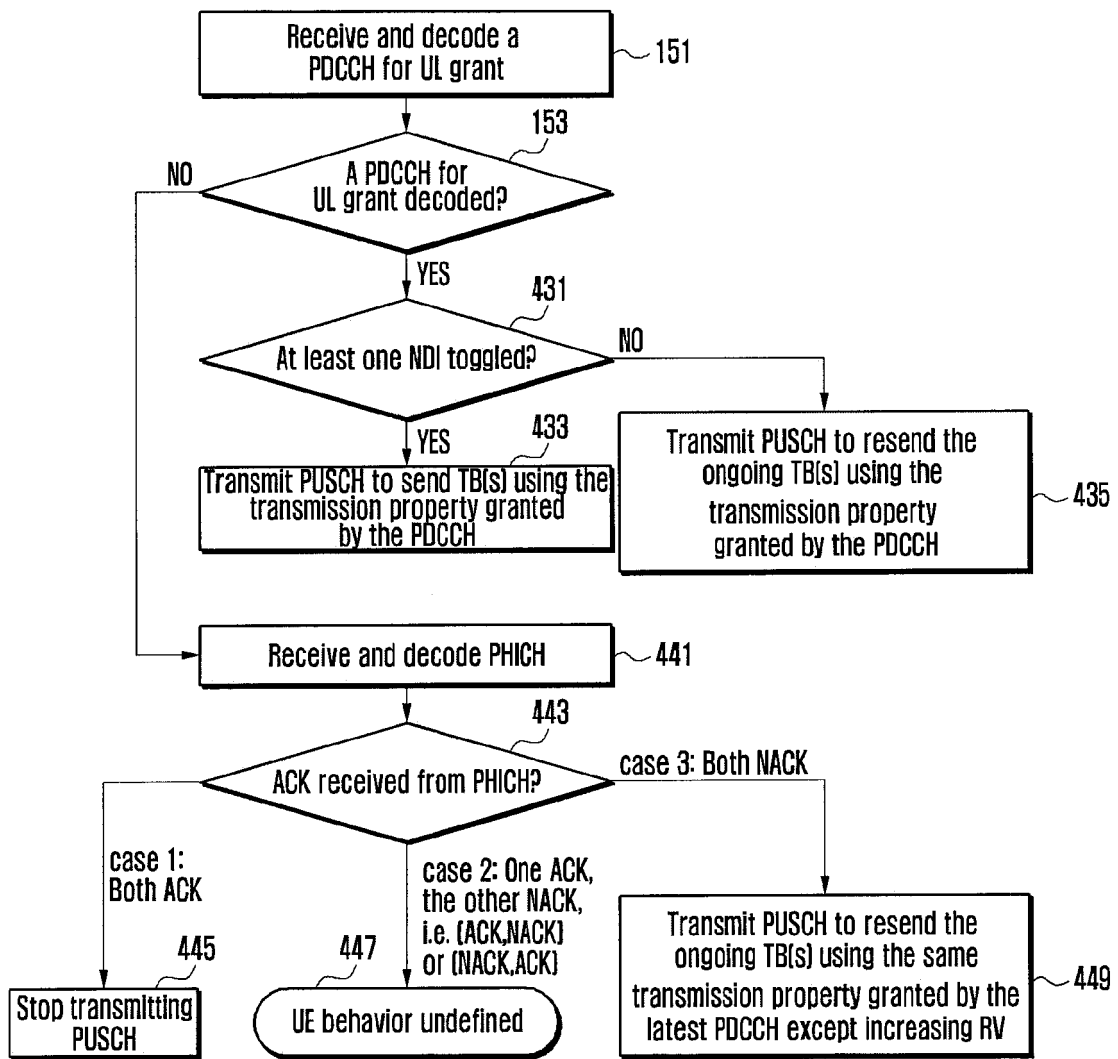 Receive and decode a
PDCCH for UL grant
151
153
NO
A PDCCH for
UL grant decoded?
YES
431
At least one NDI toggled?
NO
YES
433
Transmit PUSCH to send TB(s) using the
transmission property granted
by the PDCCH
Transmit PUSCH to resend the
ongoing TB(s) using the
transmission property
granted by the PDCCH
435
Receive and decode PHICH
441
443
ACK received from PHICH?
case 3: Both NACK
case 1:
Both ACK
case 2: One ACK,
the other NACK,
i.e. (ACK,NACK)
or (NACK,ACK)
445
Stop transmitting
PUSCH
447
UE behavior undefined
Transmit PUSCH to resend the
ongoing TB(s) using the same
transmission property granted by the
latest PDCCH except increasing RV
449